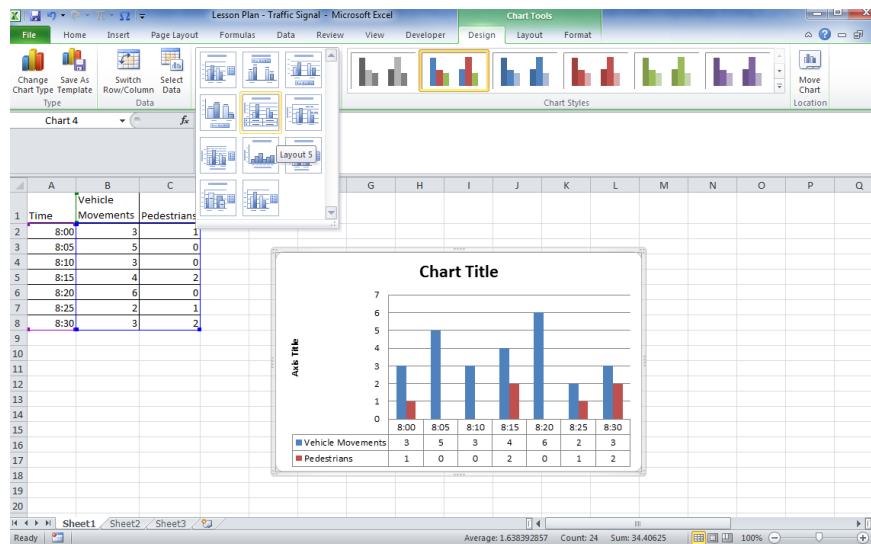 Lesson Plan - Traffic Signal - Microsoft Excel
Chart Tools
File Home Insert Page Layout Formulas Data Review View Developer Design Layout Format
Change Chart Type
Save As Template
Switch Row/Column
Select Data
Move Chart
Type
Data
Chart Styles
Location
Chart 4
fx
Layout 5
A B C G H I J K L M N O P Q
Vehicle
1 Time Movements Pedestrians
2 8:00 3 1
3 8:05 5 0
4 8:10 3 0
5 8:15 4 2
6 8:20 6 0
7 8:25 2 1
8 8:30 3 2
9
10
11
12
13
14
15
16
17
18
19
20
Chart Title
Axis Title
7
6
5
4
3
2
1
0
8:00 8:05 8:10 8:15 8:20 8:25 8:30
Vehicle Movements 3 5 3 4 6 2 3
Pedestrians 1 0 0 2 0 1 2
Sheet1 Sheet2 Sheet3
Ready
Average: 1.638392857 Count: 24 Sum: 34.40625 100%